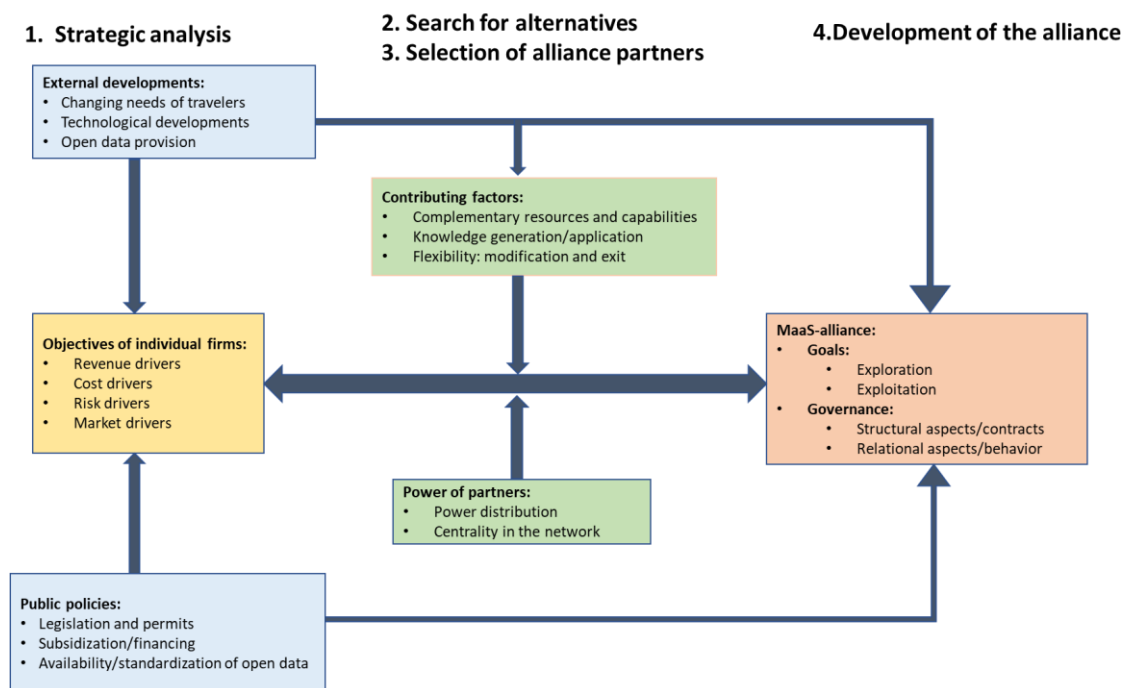 1. Strategic analysis
2. Search for alternatives
3. Selection of alliance partners
4.Development of the alliance
External developments:
• Changing needs of travelers
• Technological developments
• Open data provision
Contributing factors:
• Complementary resources and capabilities
• Knowledge generation/application
• Flexibility: modification and exit
Objectives of individual firms:
• Revenue drivers
• Cost drivers
• Risk drivers
• Market drivers
MaaS-alliance:
• Goals:
• Exploration
• Exploitation
• Governance:
• Structural aspects/contracts
• Relational aspects/behavior
Power of partners:
• Power distribution
• Centrality in the network
Public policies:
• Legislation and permits
• Subsidization/financing
• Availability/standardization of open data